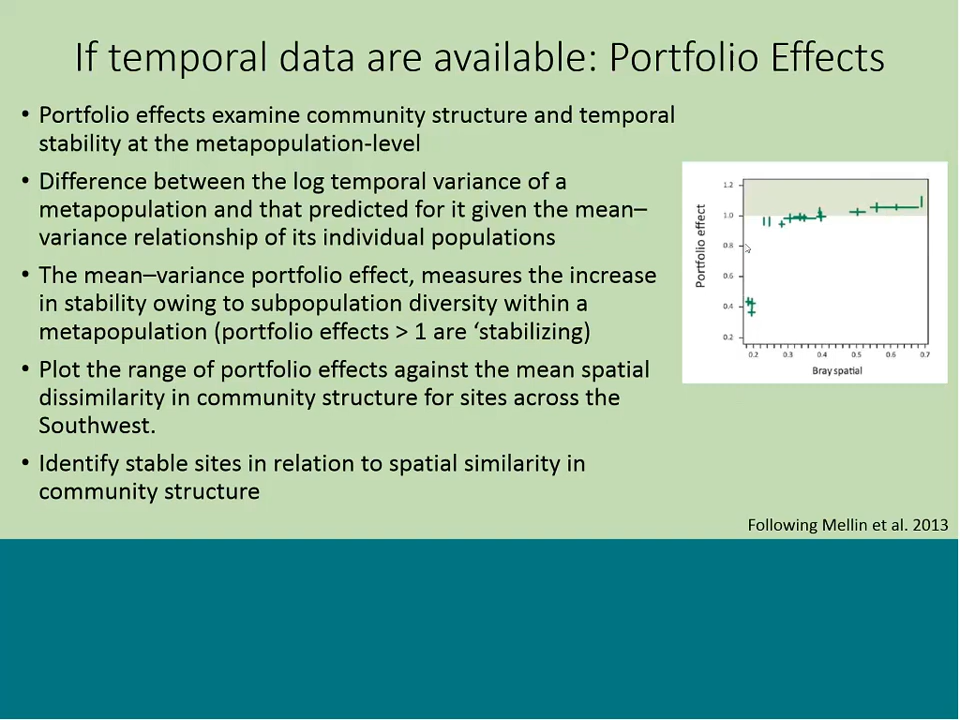 If temporal data are available: Portfolio Effects
• Portfolio effects examine community structure and temporal
stability at the metapopulation-level
• Difference between the log temporal variance of a
metapopulation and that predicted for it given the mean–
variance relationship of its individual populations
• The mean–variance portfolio effect, measures the increase
in stability owing to subpopulation diversity within a
metapopulation (portfolio effects > 1 are ‘stabilizing)
• Plot the range of portfolio effects against the mean spatial
dissimilarity in community structure for sites across the
Southwest.
• Identify stable sites in relation to spatial similarity in
community structure
Portfolio effect
1.2
1.0
0.8
0.6
0.4
0.2
0.2 0.3 0.4 0.5 0.6 0.7
Bray spatial
Following Mellin et al. 2013